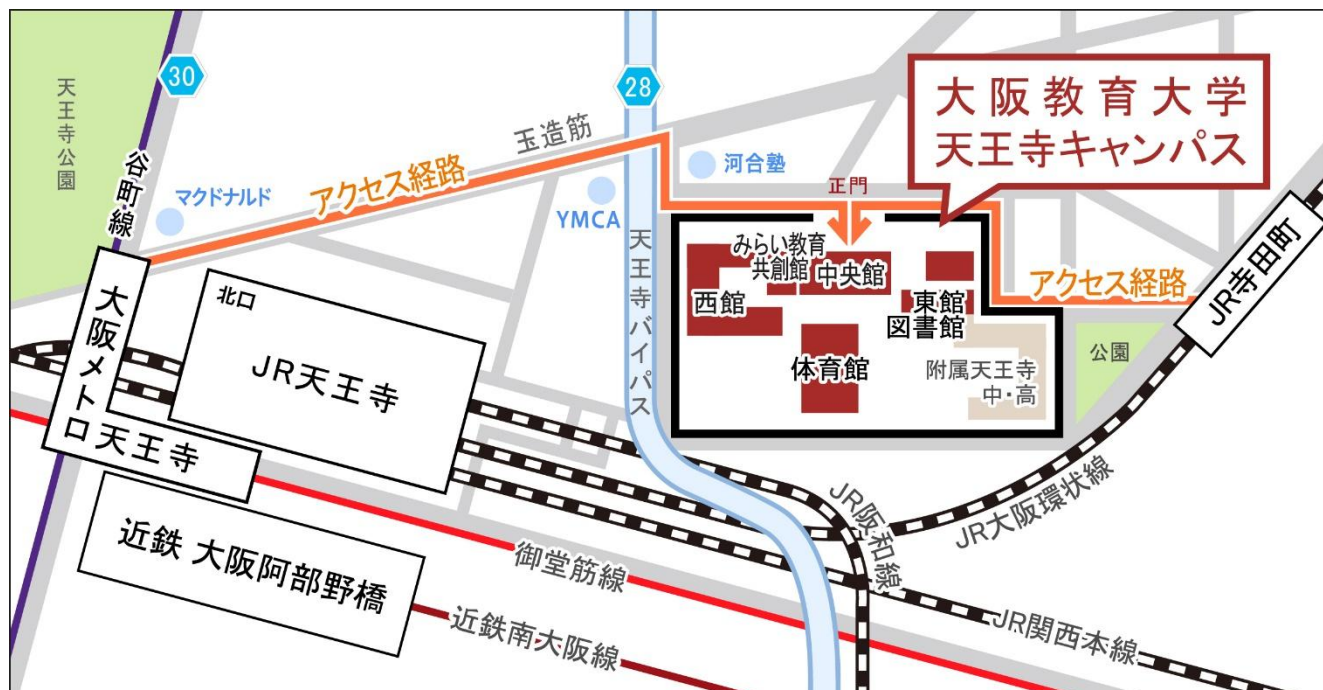 30
28
大阪教育大学
天王寺キャンパス
天王寺公園
谷町線
マクドナルド
アクセス経路
玉造筋
YMCA
河合塾
正門
みらい教育
共創館
中央館
西館
東館
図書館
体育館
附属天王寺
中・高
アクセス経路
JR寺田町
公園
天王寺バイパス
北口
JR天王寺
大阪メトロ天王寺
近鉄 大阪阿部野橋
御堂筋線
近鉄南大阪線
JR阪和線
JR大阪環状線
JR関西本線